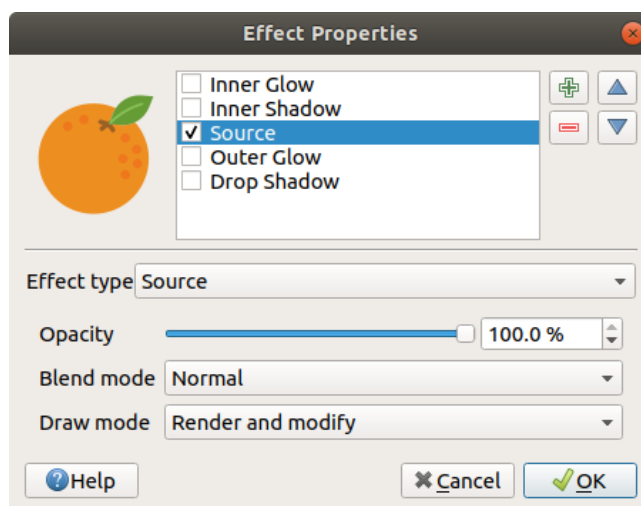 Effect Properties
Inner Glow
Inner Shadow
Source
Outer Glow
Drop Shadow
Effect type Source
Opacity 100.0 %
Blend mode Normal
Draw mode Render and modify
Help Cancel OK